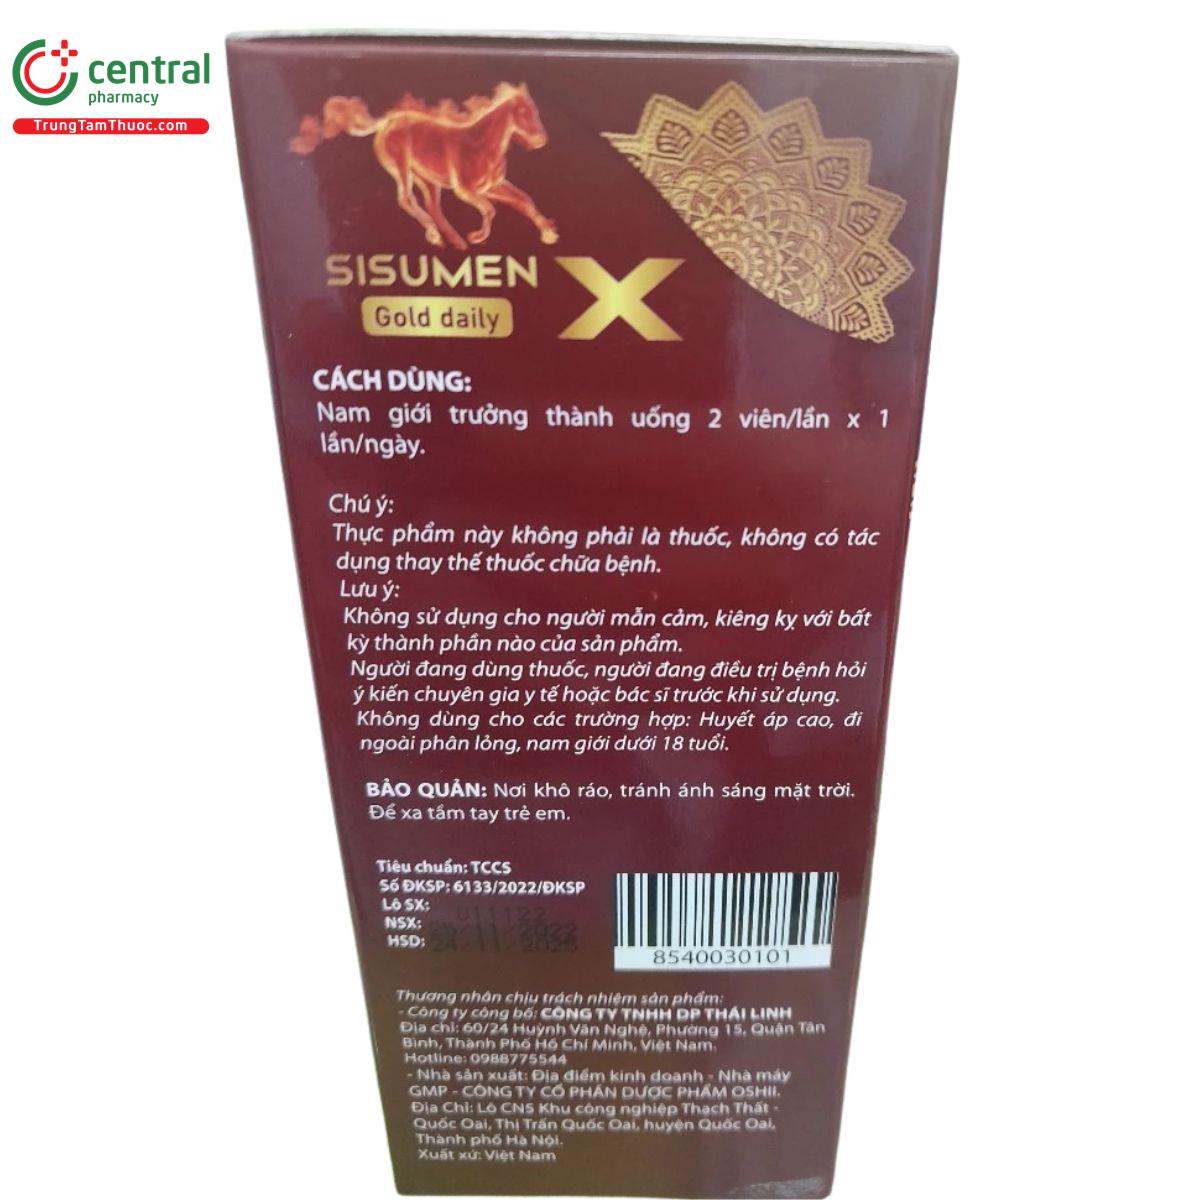 central
pharmacy
TrungTamThuoc.com
SISUMEN X
Gold daily
CÁCH DÙNG:
Nam giới trưởng thành uống 2 viên/lần x 1
lần/ngày.
Chú ý:
Thực phẩm này không phải là thuốc, không có tác
dụng thay thế thuốc chữa bệnh.
Lưu ý:
Không sử dụng cho người mẫn cảm, kiêng kỵ với bất
kỳ thành phần nào của sản phẩm.
Người đang dùng thuốc, người đang điều trị bệnh hỏi
ý kiến chuyên gia y tế hoặc bác sĩ trước khi sử dụng.
Không dùng cho các trường hợp: Huyết áp cao, đi
ngoài phân lỏng, nam giới dưới 18 tuổi.
BẢO QUẢN: Nơi khô ráo, tránh ánh sáng mặt trời.
Để xa tầm tay trẻ em.
Tiêu chuẩn: TCCS
Số ĐKSP: 6133/2022/ĐKSP
Lô SX: 011122
NSX: 25/11/2022
HSD: 24/11/2025
8540030101
Thương nhân chịu trách nhiệm sản phẩm:
- Công ty công bố: CÔNG TY TNHH DP THÁI LINH
Địa chỉ: 60/24 Huỳnh Văn Nghệ, Phường 15, Quận Tân
Bình, Thành Phố Hồ Chí Minh, Việt Nam.
Hotline: 0988775544
- Nhà sản xuất: Địa điểm kinh doanh - Nhà máy
GMP - CÔNG TY CỔ PHẦN DƯỢC PHẨM OSHII.
Địa Chỉ: Lô CN5 Khu công nghiệp Thạch Thất -
Quốc Oai, Thị Trấn Quốc Oai, huyện Quốc Oai,
Thành phố Hà Nội.
Xuất xứ: Việt Nam